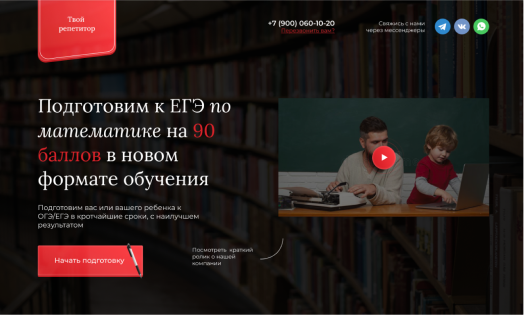 Твой
репетитор
+7 (900) 060-10-20
Перезвонить вам?
Свяжись с нами
через мессенджеры
Подготовим к ЕГЭ по
математике на 90
баллов в новом
формате обучения
Подготовим вас или вашего ребенка к
ОГЭ/ЕГЭ в кротчайшие сроки, с наилучшем
результатом
Начать подготовку
Посмотреть краткий
ролик о нашей
компании